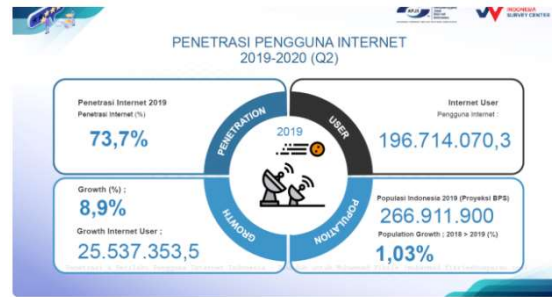 APJII
INDONESIA
SURVEY CENTER
PENETRASI PENGGUNA INTERNET
2019-2020 (Q2)
Penetrasi Internet 2019
Penetrasi Internet (%)
73,7%
PENETRATION
2019
USER
Internet User
Pengguna Internet :
196.714.070,3
Growth (%) :
8,9%
Growth Internet User :
25.537.353,5
GROWTH
POPULATION
Populasi Indonesia 2019 (Proyeksi BPS)
266.911.900
Population Growth ; 2018 > 2019 (%)
1,03%